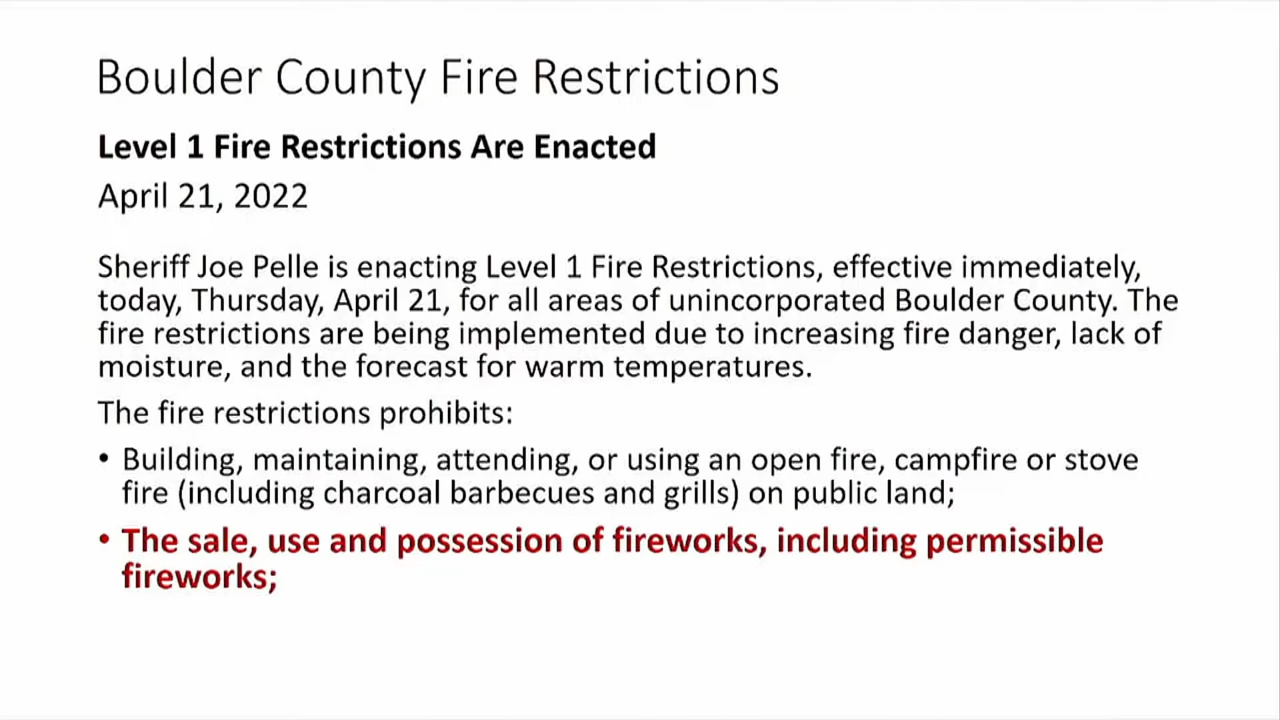 Boulder County Fire Restrictions
Level 1 Fire Restrictions Are Enacted
April 21, 2022
Sheriff Joe Pelle is enacting Level 1 Fire Restrictions, effective immediately,
today, Thursday, April 21, for all areas of unincorporated Boulder County. The
fire restrictions are being implemented due to increasing fire danger, lack of
moisture, and the forecast for warm temperatures.
The fire restrictions prohibits:
• Building, maintaining, attending, or using an open fire, campfire or stove
fire (including charcoal barbecues and grills) on public land;
• The sale, use and possession of fireworks, including permissible
fireworks;